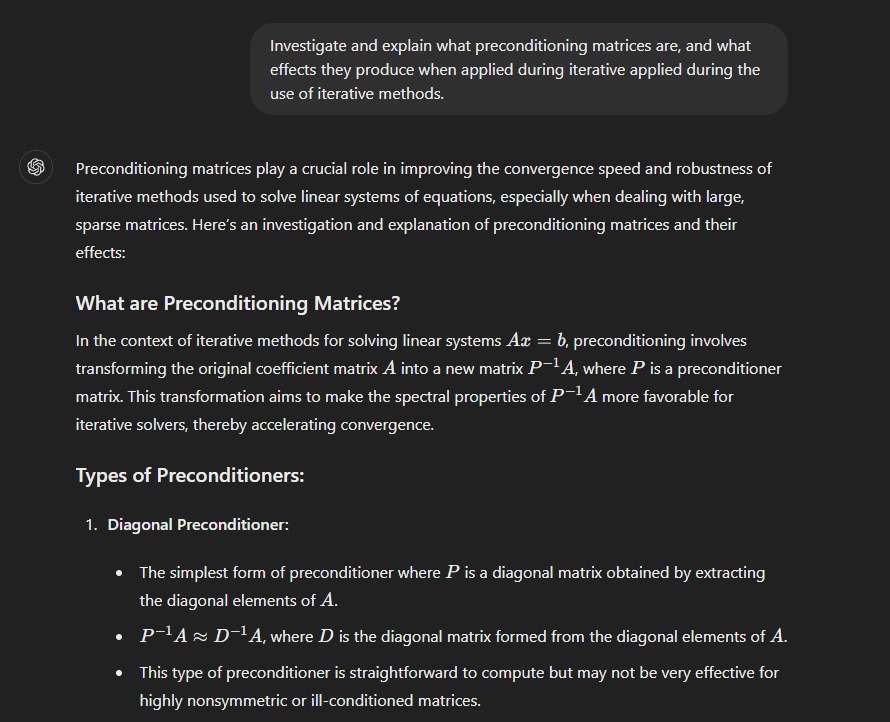 Investigate and explain what preconditioning matrices are, and what
effects they produce when applied during iterative applied during the
use of iterative methods.
Preconditioning matrices play a crucial role in improving the convergence speed and robustness of
iterative methods used to solve linear systems of equations, especially when dealing with large,
sparse matrices. Here's an investigation and explanation of preconditioning matrices and their
effects:
What are Preconditioning Matrices?
In the context of iterative methods for solving linear systems Ax = b, preconditioning involves
transforming the original coefficient matrix A into a new matrix P⁻¹A, where P is a preconditioner
matrix. This transformation aims to make the spectral properties of P⁻¹A more favorable for
iterative solvers, thereby accelerating convergence.
Types of Preconditioners:
1. Diagonal Preconditioner:
• The simplest form of preconditioner where P is a diagonal matrix obtained by extracting
the diagonal elements of A.
• P⁻¹A ≈ D⁻¹A, where D is the diagonal matrix formed from the diagonal elements of A.
• This type of preconditioner is straightforward to compute but may not be very effective for
highly nonsymmetric or ill-conditioned matrices.